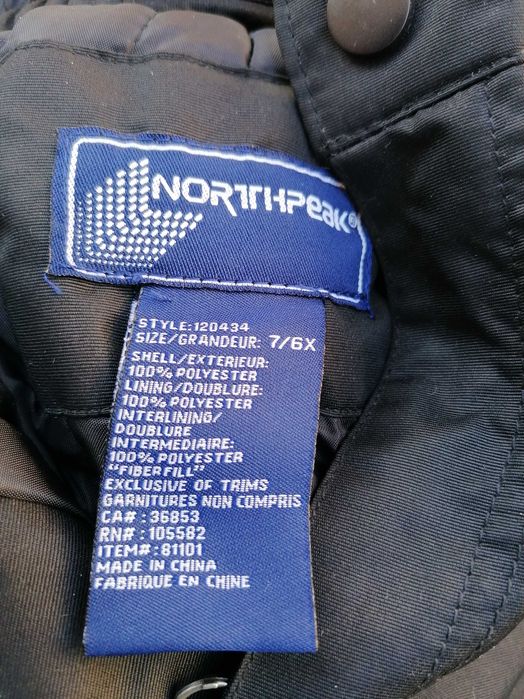 NORTHPEAK®
STYLE:120434
SIZE/GRANDEUR: 7/6X
SHELL/EXTERIEUR:
100% POLYESTER
LINING/DOUBLURE:
100% POLYESTER
INTERLINING/
DOUBLURE
INTERMEDIAIRE:
100% POLYESTER
"FIBERFILL"
EXCLUSIVE OF TRIMS
GARNITURES NON COMPRIS
CA# : 36853
RN# : 105582
ITEM# : 81101
MADE IN CHINA
FABRIQUE EN CHINE